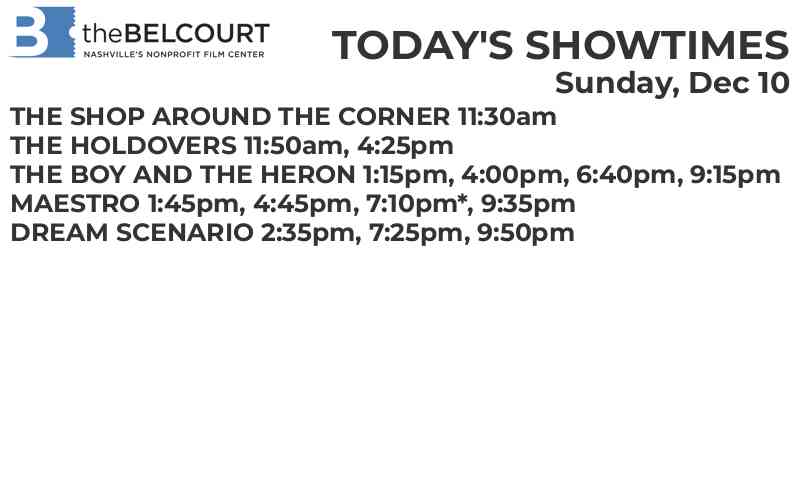 B theBELCOURT
NASHVILLE'S NONPROFIT FILM CENTER
TODAY'S SHOWTIMES
Sunday, Dec 10
THE SHOP AROUND THE CORNER 11:30am
THE HOLDOVERS 11:50am, 4:25pm
THE BOY AND THE HERON 1:15pm, 4:00pm, 6:40pm, 9:15pm
MAESTRO 1:45pm, 4:45pm, 7:10pm*, 9:35pm
DREAM SCENARIO 2:35pm, 7:25pm, 9:50pm